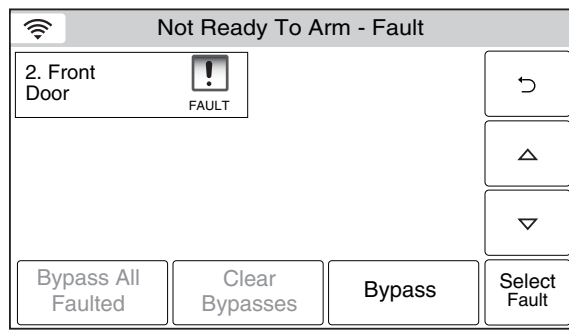 Not Ready To Arm - Fault
2. Front
Door
!
FAULT
Bypass All
Faulted
Clear
Bypasses
Bypass
Select
Fault